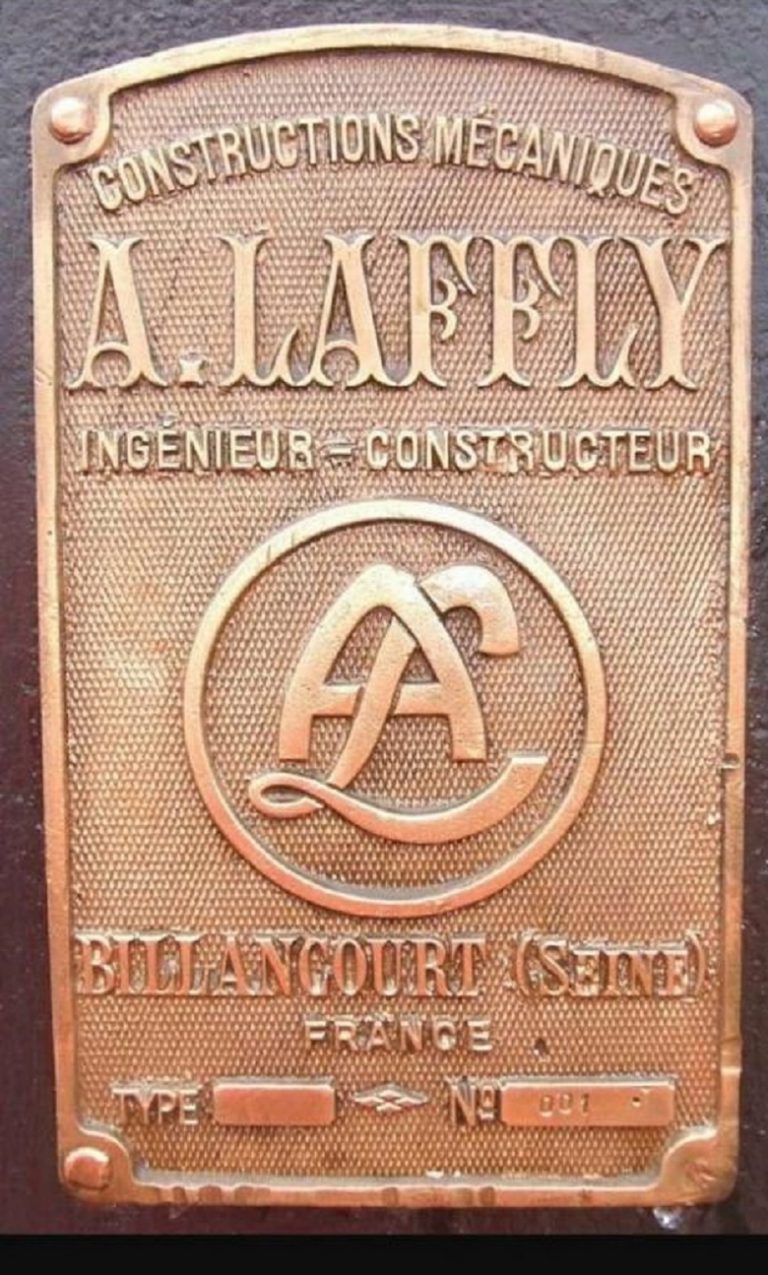 CONSTRUCTIONS MÉCANIQUES
A. LAFFLY
INGÉNIEUR = CONSTRUCTEUR
AL
BILLANCOURT (SEINE)
FRANCE
TYPE Nº 001